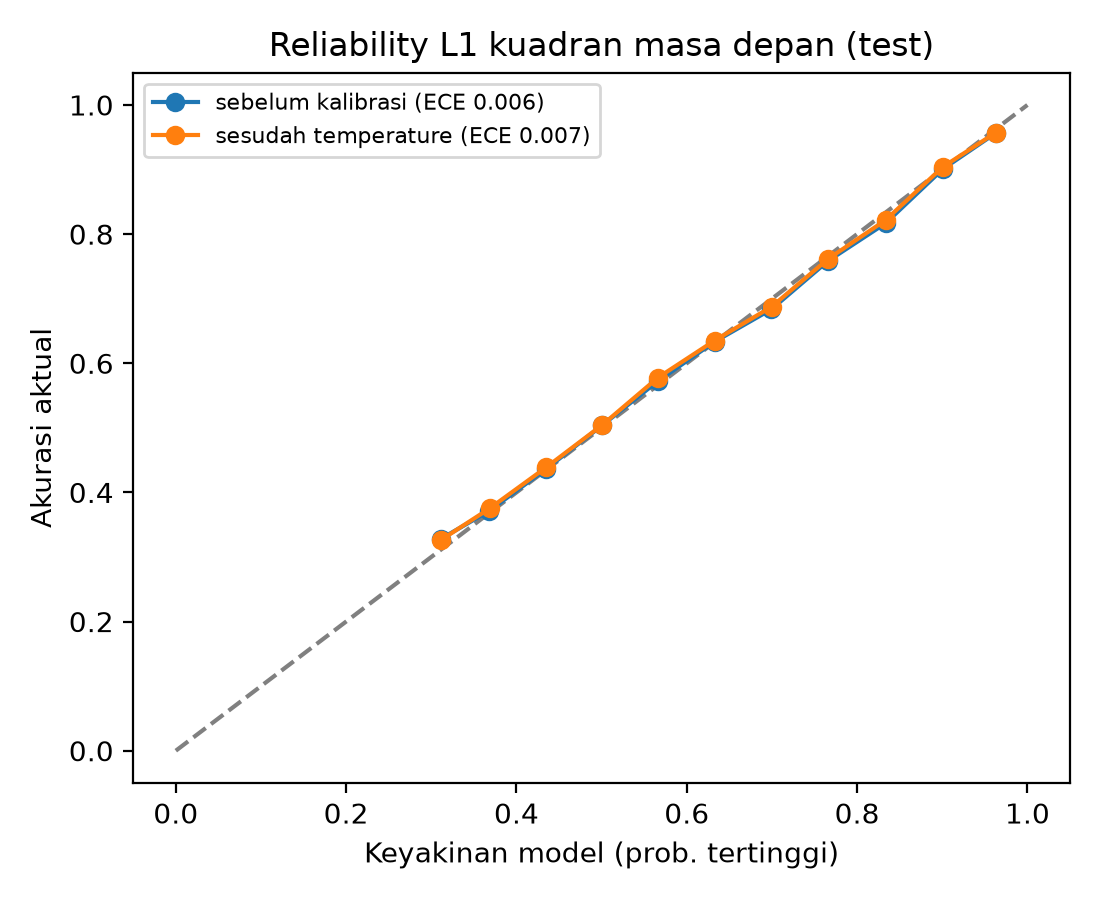 Reliability L1 kuadran masa depan (test)
sebelum kalibrasi (ECE 0.006)
sesudah temperature (ECE 0.007)
1.0
0.8
0.6
0.4
0.2
0.0
Akurasi aktual
0.0 0.2 0.4 0.6 0.8 1.0
Keyakinan model (prob. tertinggi)